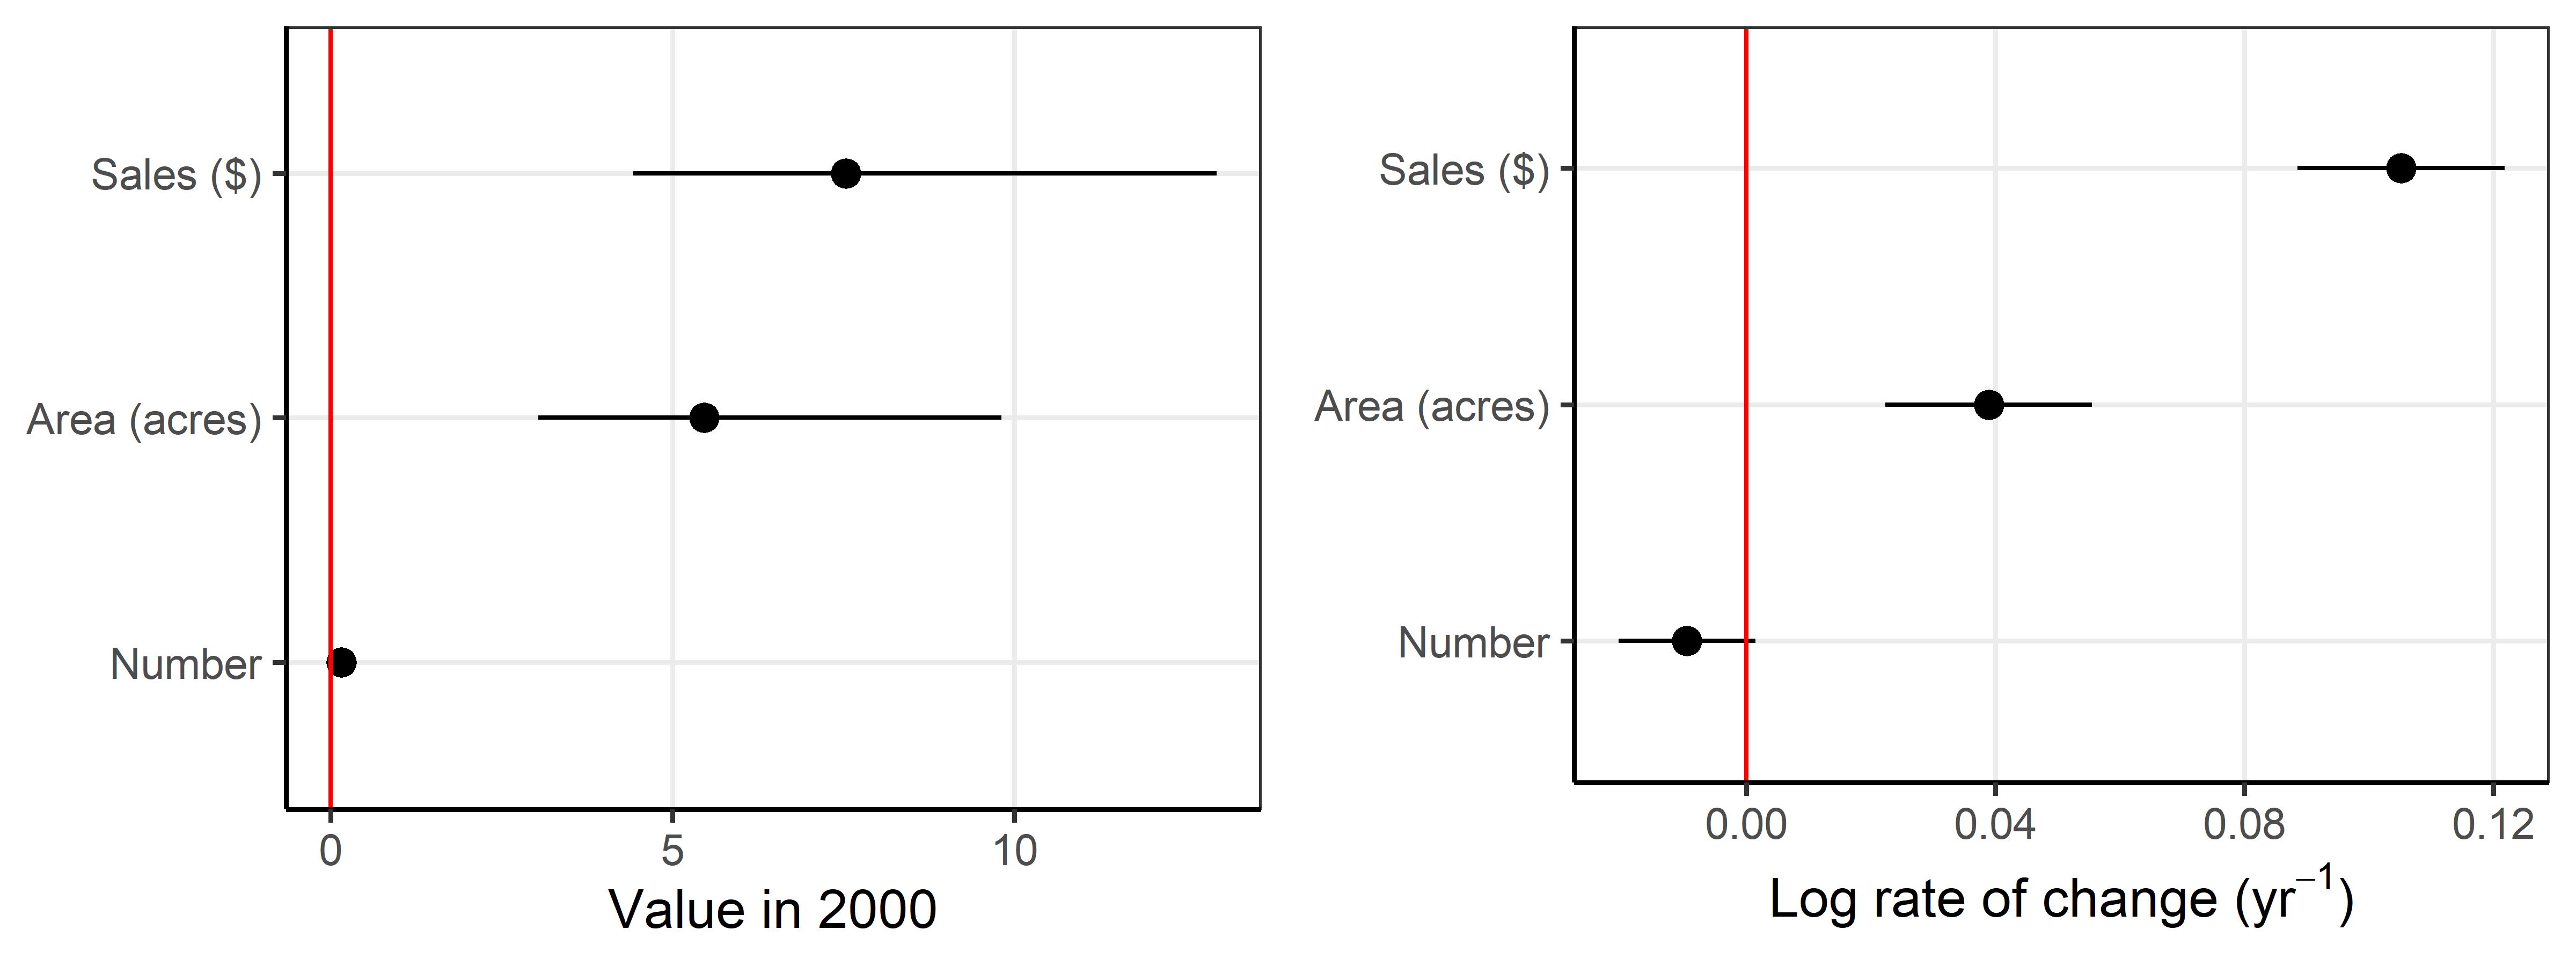 Sales ($)
Area (acres)
Number
0 5 10
Value in 2000
Sales ($)
Area (acres)
Number
0.00 0.04 0.08 0.12
Log rate of change (yr⁻¹)